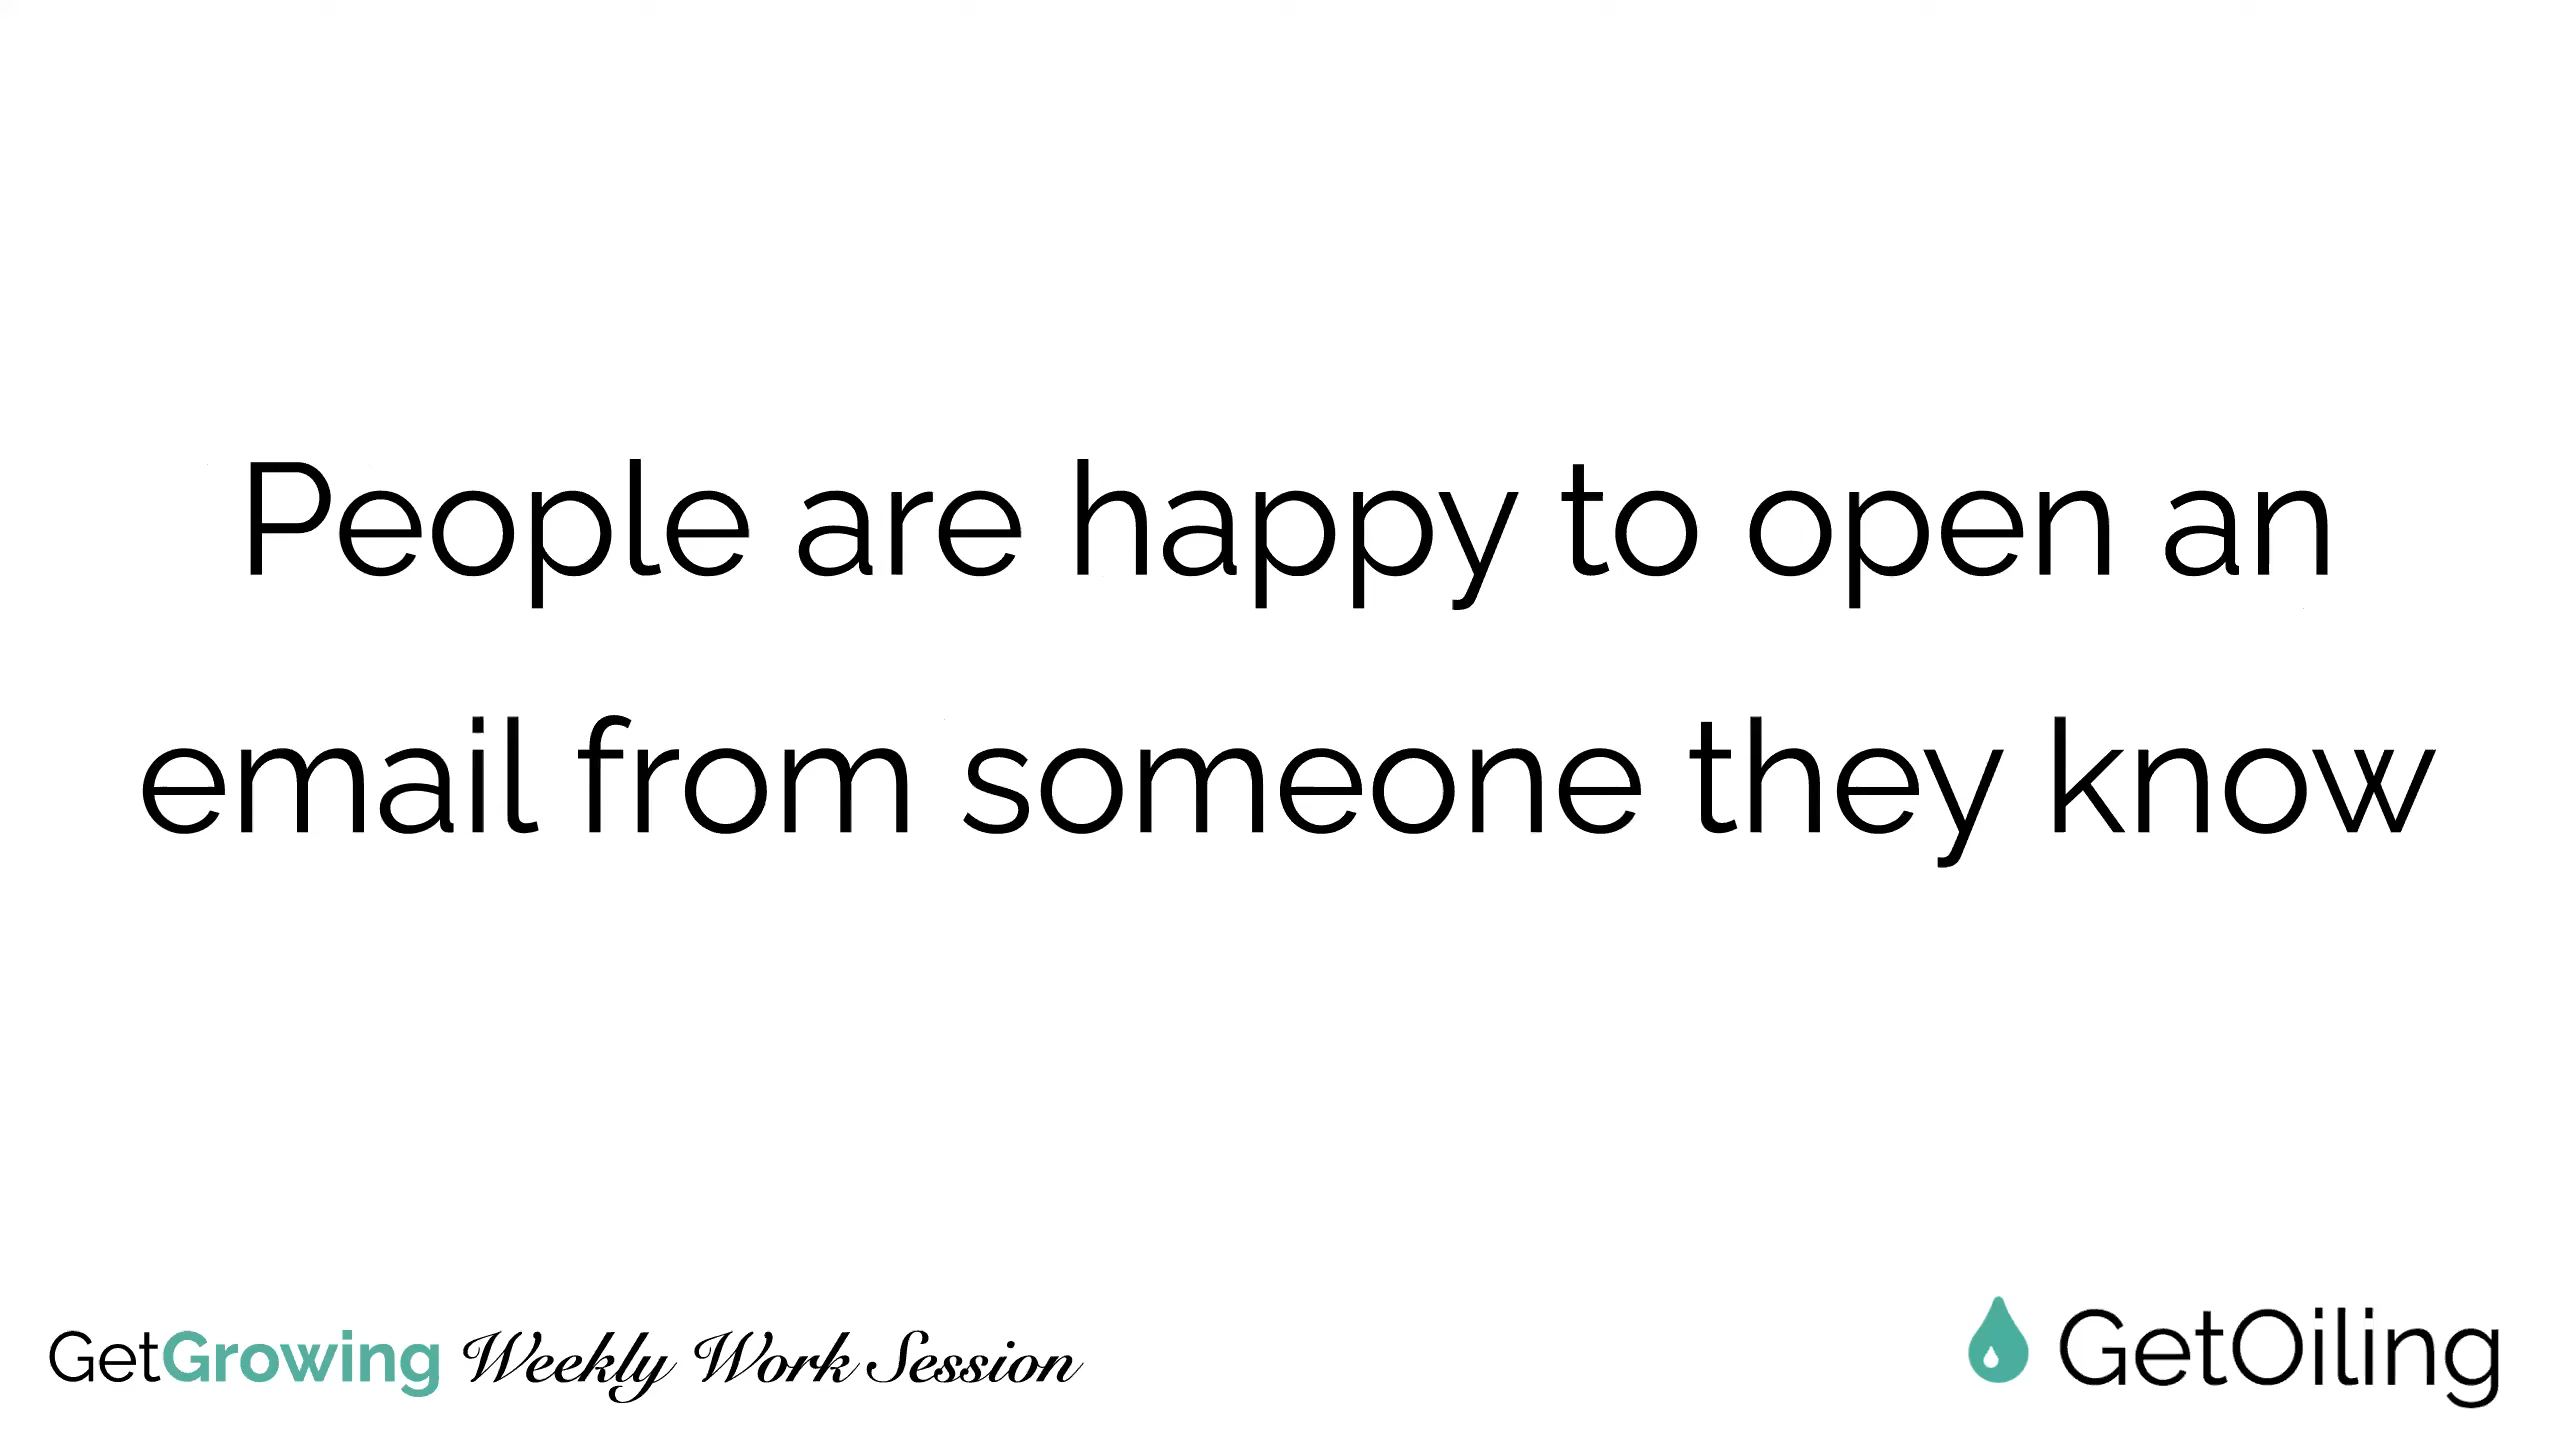 People are happy to open an
email from someone they know
GetGrowing Weekly Work Session
GetOiling